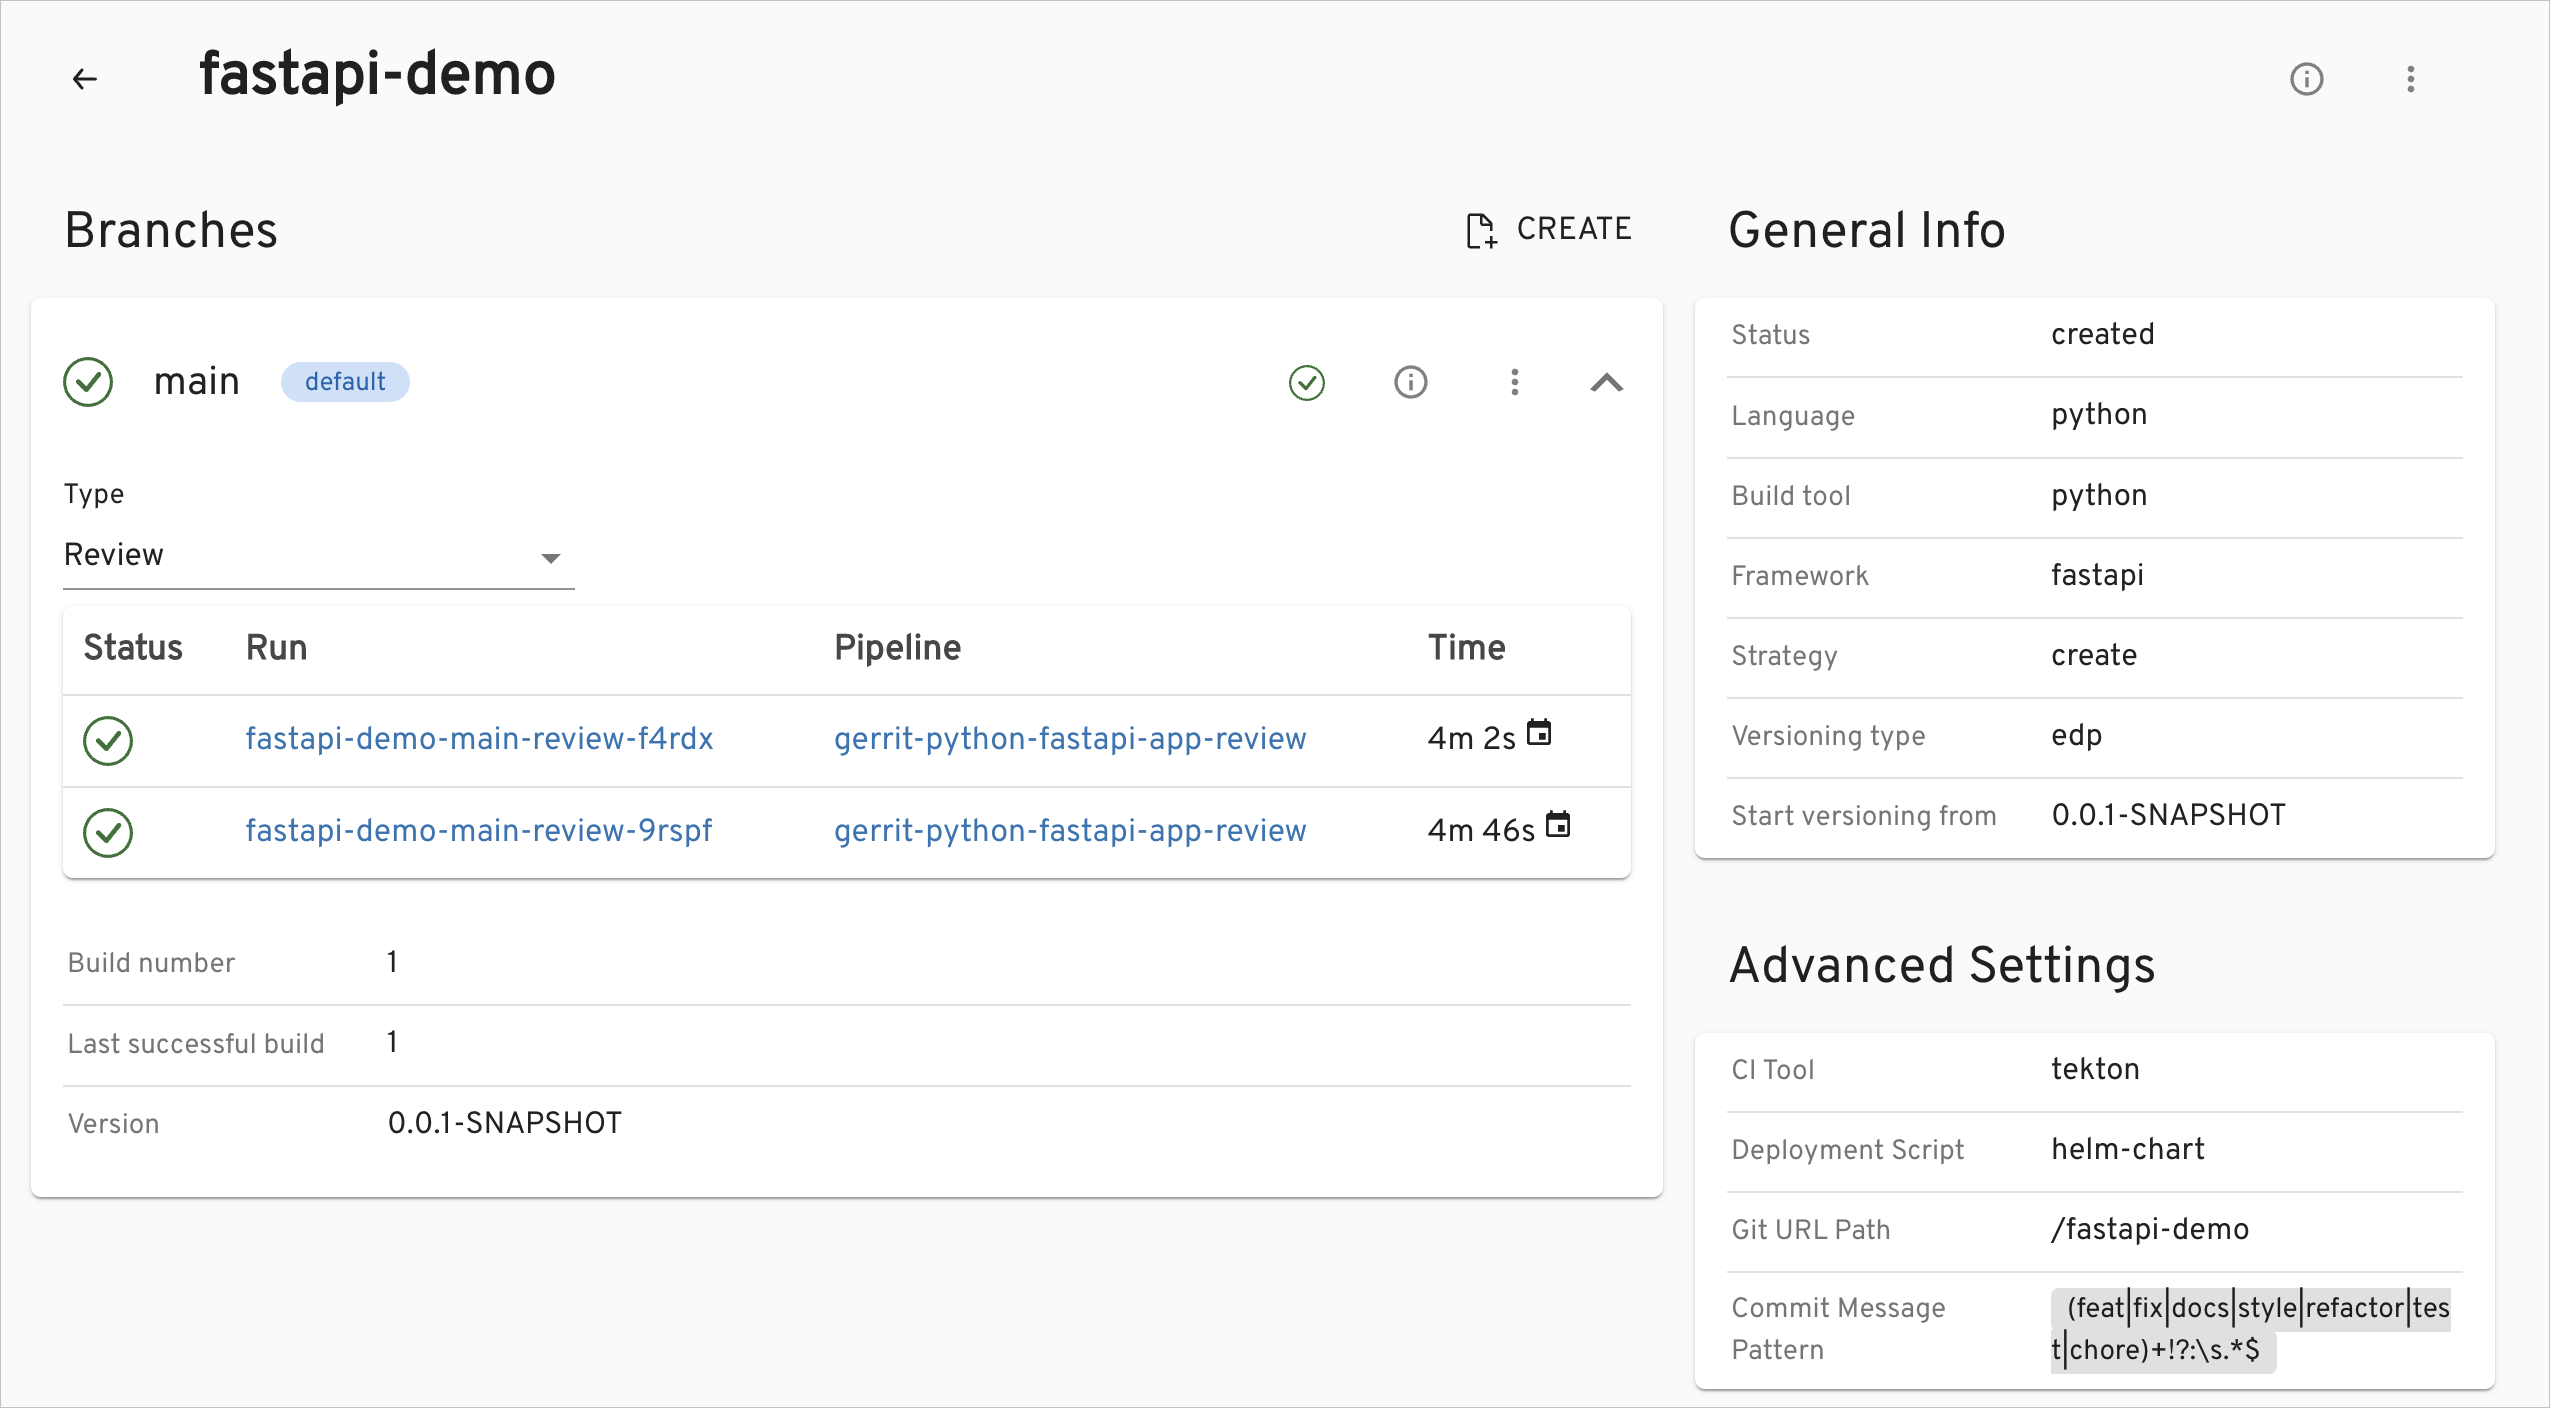 fastapi-demo
Branches
CREATE
main default
Type
Review
Status Run Pipeline Time
fastapi-demo-main-review-f4rdx gerrit-python-fastapi-app-review 4m 2s
fastapi-demo-main-review-9rspf gerrit-python-fastapi-app-review 4m 46s
Build number 1
Last successful build 1
Version 0.0.1-SNAPSHOT
General Info
Status created
Language python
Build tool python
Framework fastapi
Strategy create
Versioning type edp
Start versioning from 0.0.1-SNAPSHOT
Advanced Settings
CI Tool tekton
Deployment Script helm-chart
Git URL Path /fastapi-demo
Commit Message (feat|fix|docs|style|refactor|tes
Pattern t|chore)+!?:\s.*$